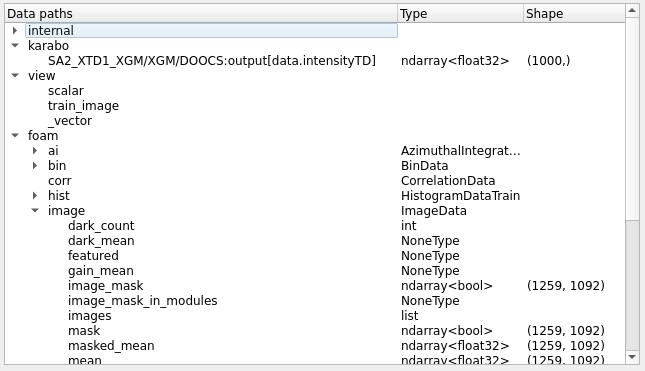 Data paths Type Shape
internal
karabo
SA2_XTD1_XGM/XGM/DOOCS:output[data.intensityTD] ndarray<float32> (1000,)
view
scalar
train_image
_vector
foam
ai AzimuthalIntegrat...
bin BinData
corr CorrelationData
hist HistogramDataTrain
image ImageData
dark_count int
dark_mean NoneType
featured NoneType
gain_mean NoneType
image_mask ndarray<bool> (1259, 1092)
image_mask_in_modules NoneType
images list
mask ndarray<bool> (1259, 1092)
masked_mean ndarray<float32> (1259, 1092)
mean ndarray<float32> (1259, 1092)